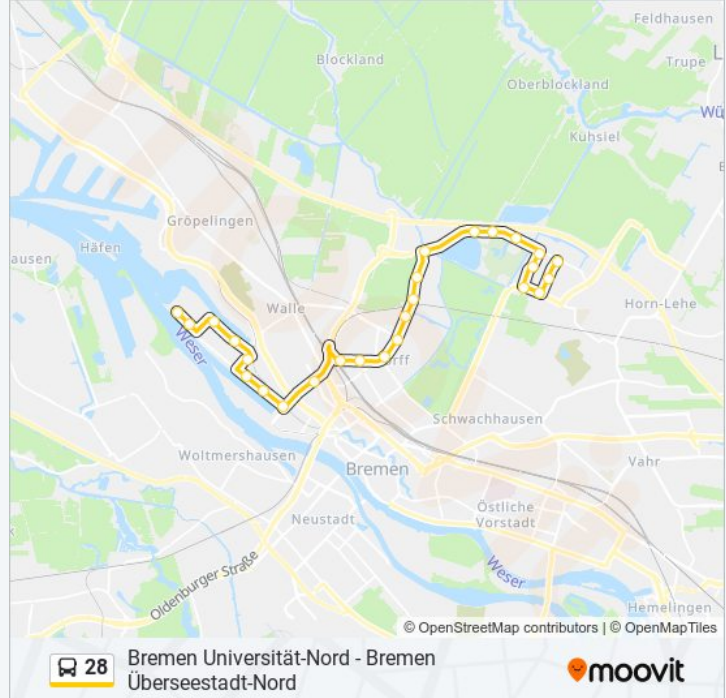 Feldhausen
L
Trupe
Blockland
Oberblockland
Wü
Kuhsiel
Gröpelingen
Häfen
ausen
Walle
Horn-Lehe
Weser
orff
Schwachhausen
Woltmershausen
Vahr
Bremen
Östliche
Vorstadt
Neustadt
Weser
Oldenburger Straße
Hemelingen
© OpenStreetMap contributors | © OpenMapTiles
28
Bremen Universität-Nord - Bremen
Überseestadt-Nord
moovit